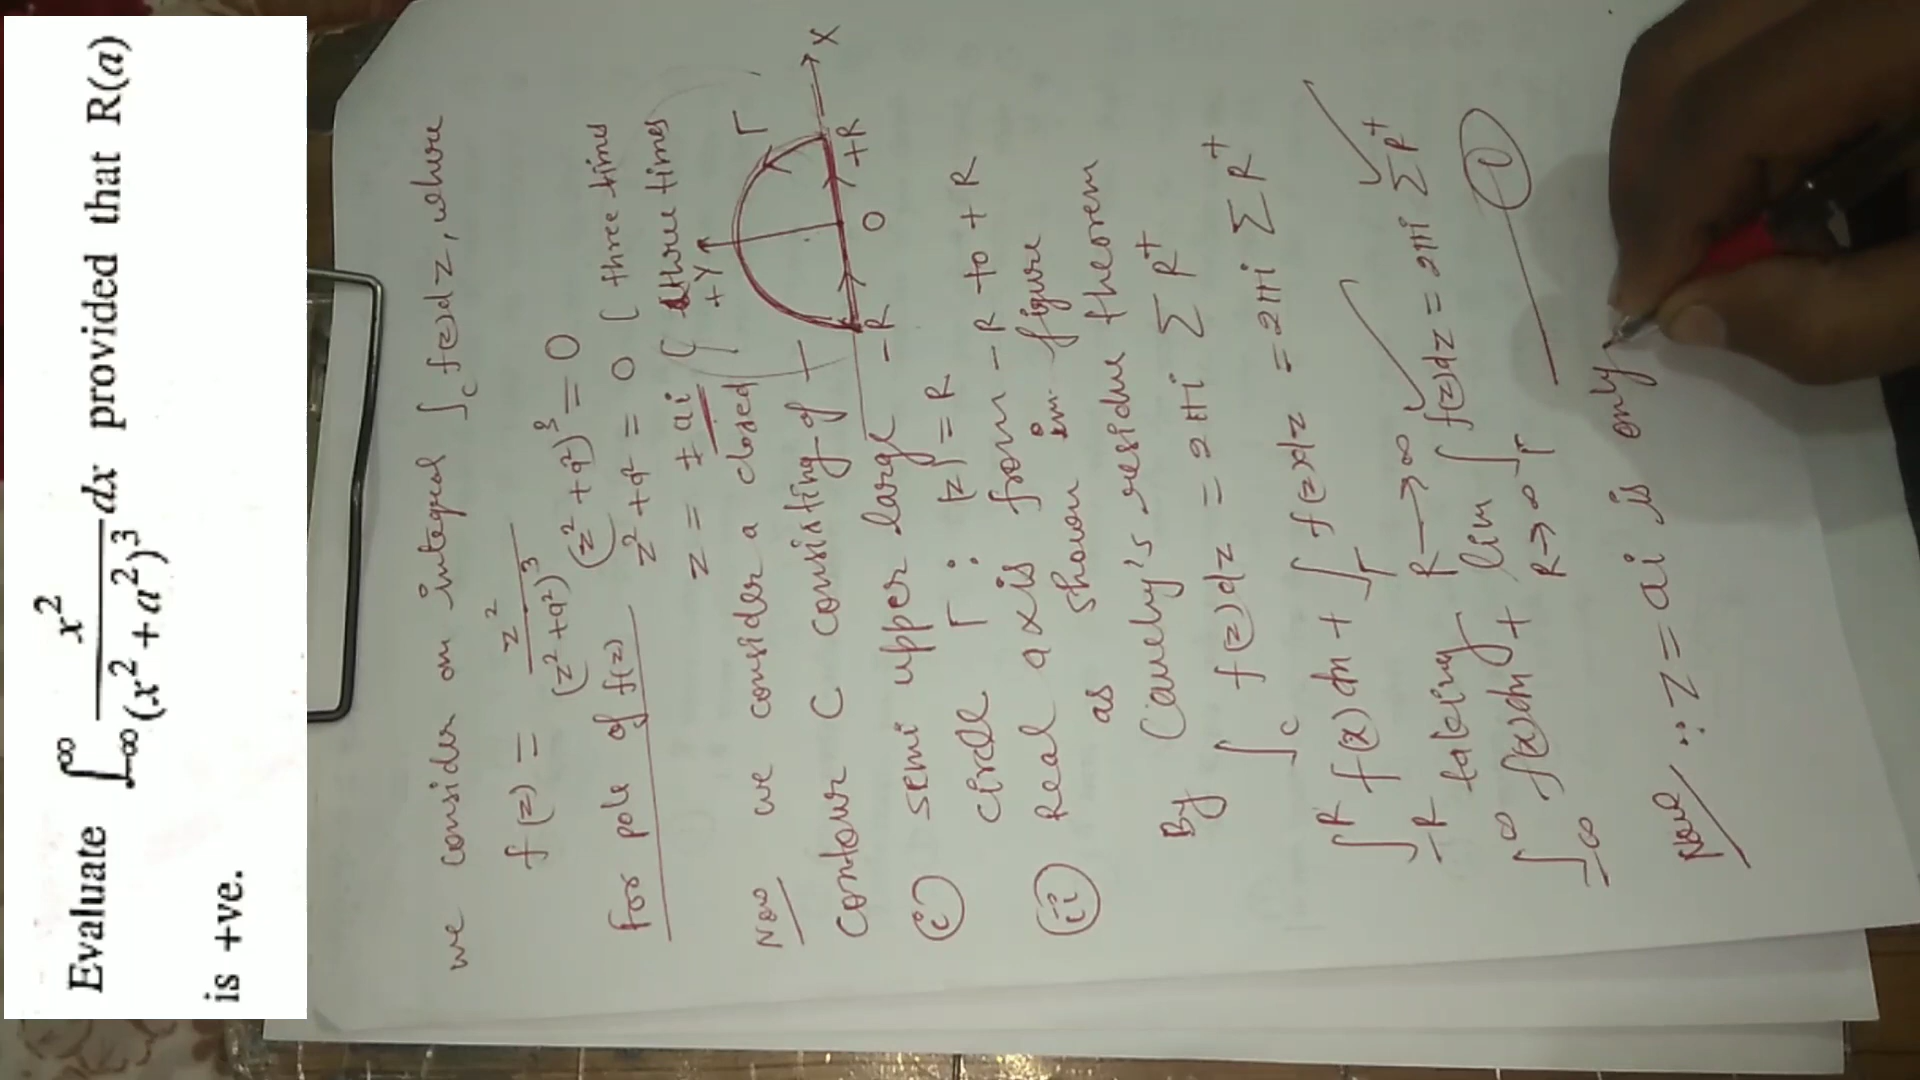 Evaluate ∫_{-∞}^{∞} x²/(x² + a²)³ dx provided that R(a)
is +ve.
we consider an integral ∫_c f(z)dz, where
f(z) = z²/(z²+a²)³
for pole of f(z) (z²+a²)³ = 0
z²+a² = 0 ( three times
z = ± ai { three times
Now we consider a closed
contour C consisting of
(i) semi upper large
circle Γ : |z| = R
(ii) Real axis from -R to + R
as shown in figure
+Y
Γ
X
-R O +R
By Cauchy's residue theorem
∫_c f(z)dz = 2πi Σ R⁺
∫_{-R}^{R} f(x)dx + ∫_Γ f(z)dz = 2πi Σ R⁺
taking R → ∞
∫_{-∞}^{∞} f(x)dx + lim_{R→∞} ∫_Γ f(z)dz = 2πi Σ R⁺
(1)
Now ∵ z = ai is only